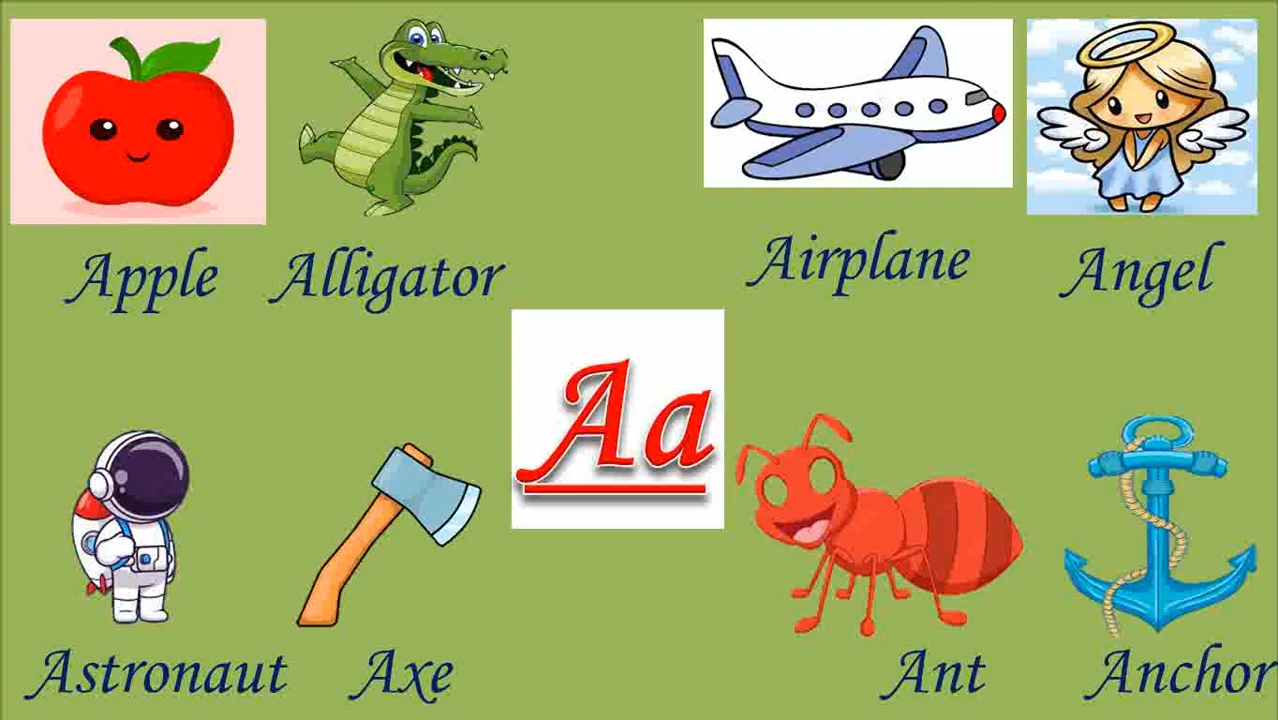 Apple
Alligator
Airplane
Angel
Aa
Astronaut
Axe
Ant
Anchor